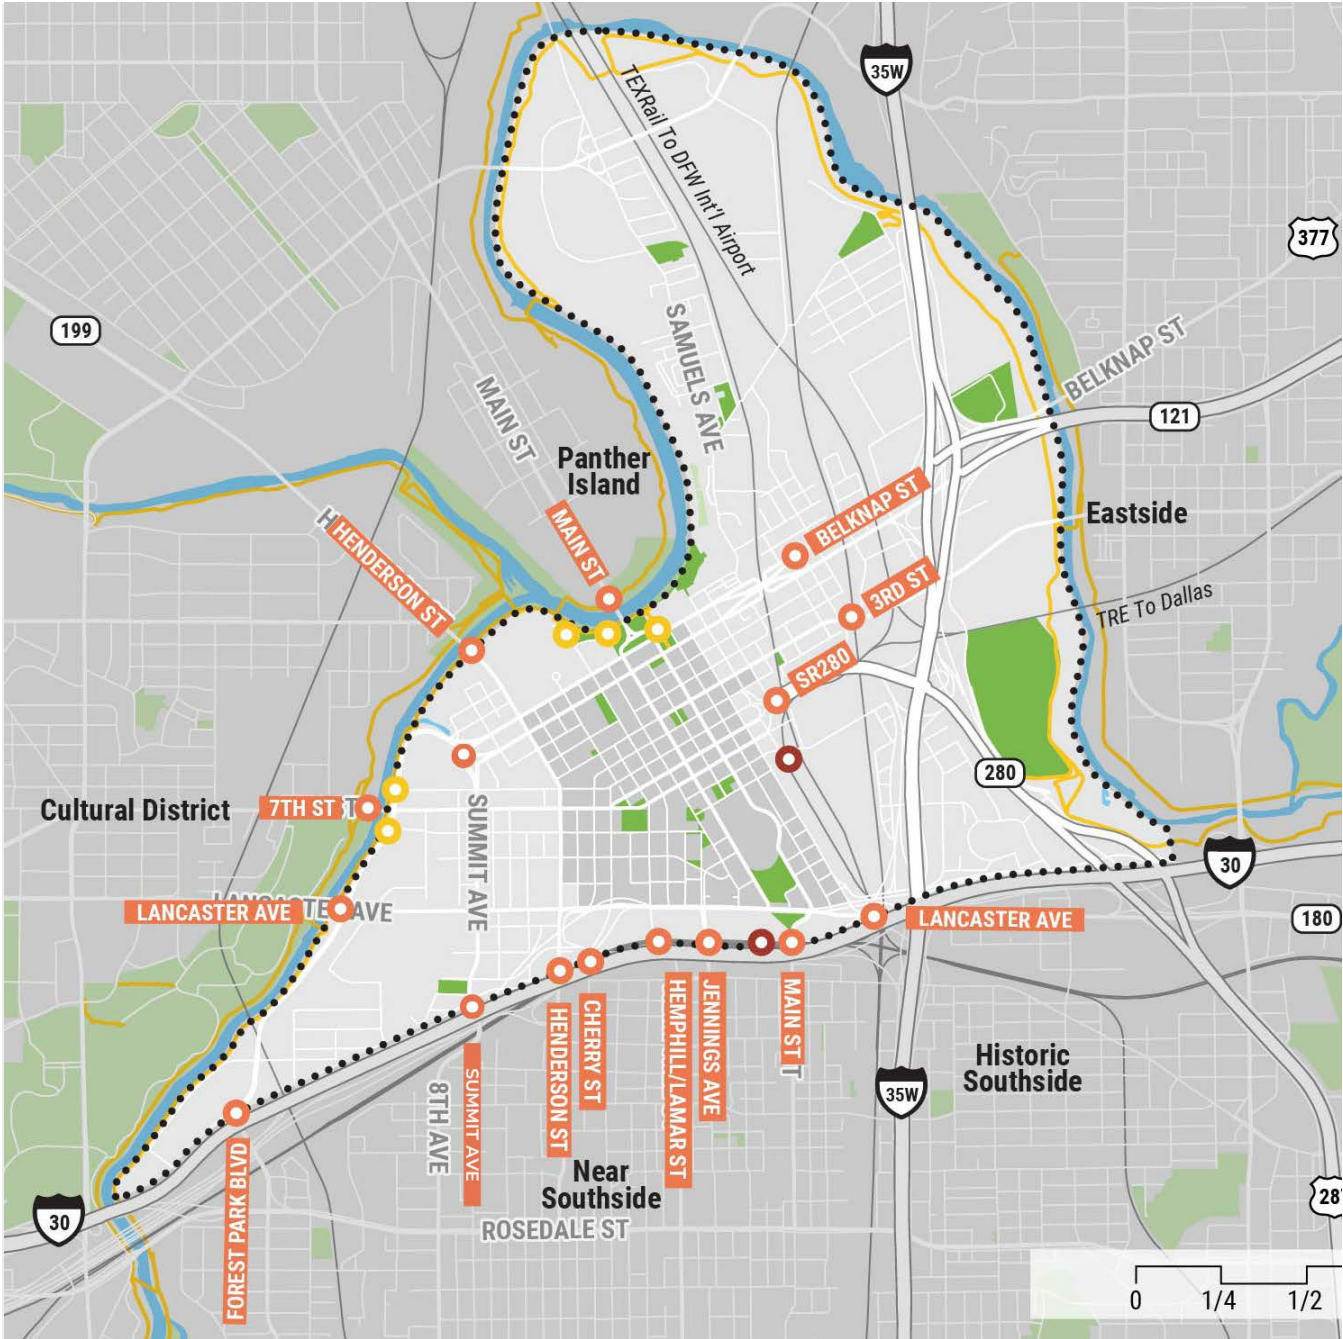 35W
TEXRail To DFW Int'l Airport
377
199
SAMUELS AVE
BELKNAP ST
MAIN ST
121
Panther
Island
BELKNAP ST
Eastside
MAIN ST
HENDERSON ST
3RD ST
TRE To Dallas
SR280
280
Cultural District
7TH ST
SUMMIT AVE
30
LANCASTER AVE
AVE
LANCASTER AVE
180
HENDERSON ST
CHERRY ST
HEMPHILL/LAMAR ST
JENNINGS AVE
MAIN ST
Historic
Southside
35W
8TH AVE
SUMMIT AVE
Near
Southside
FOREST PARK BLVD
30
ROSEDALE ST
0 1/4 1/2